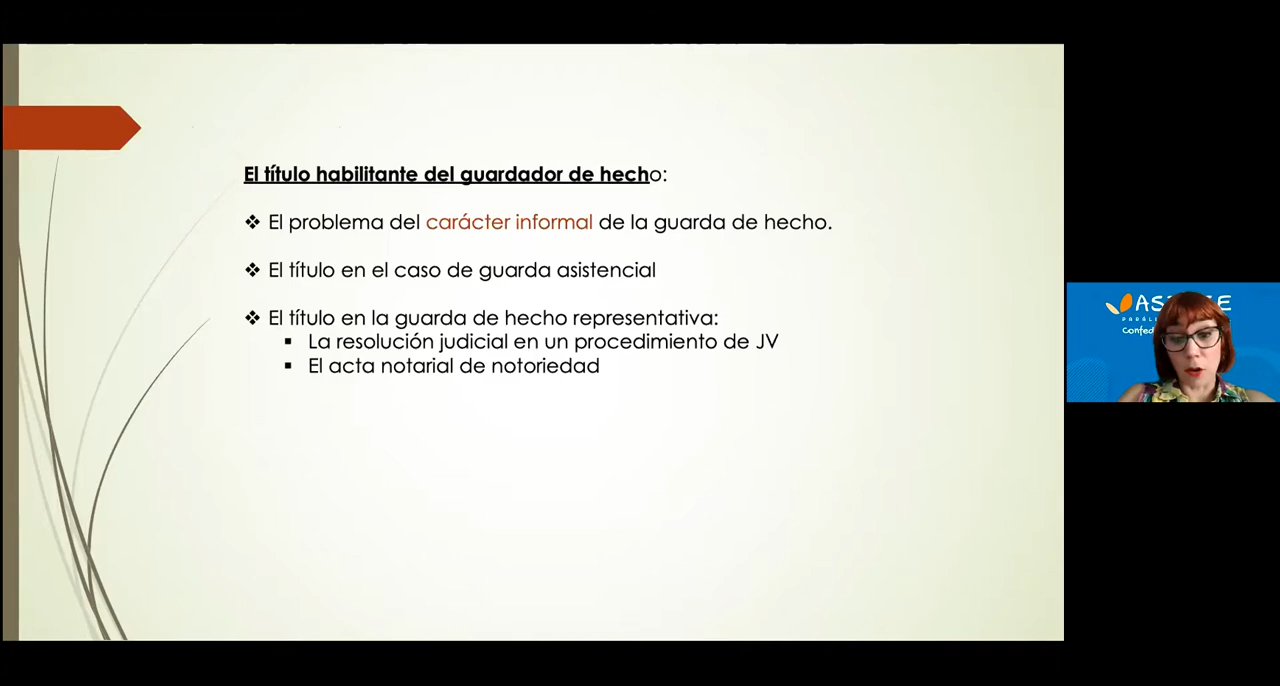 El título habilitante del guardador de hecho:
❖ El problema del carácter informal de la guarda de hecho.
❖ El título en el caso de guarda asistencial
❖ El título en la guarda de hecho representativa:
▪ La resolución judicial en un procedimiento de JV
▪ El acta notarial de notoriedad